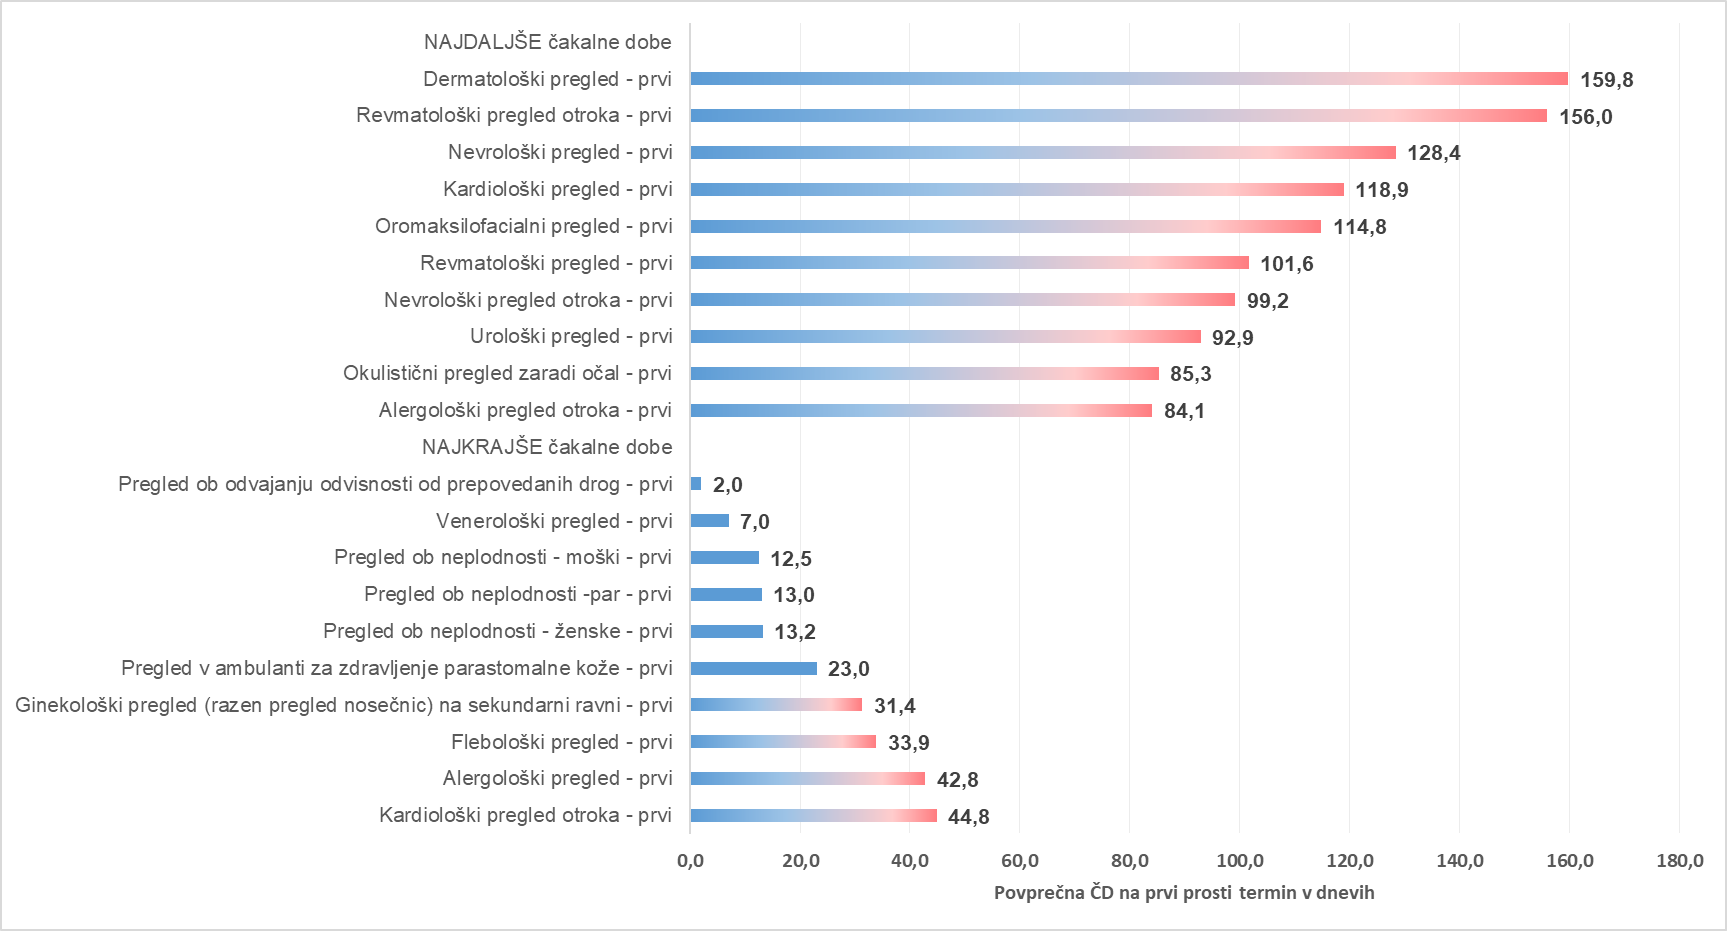 NAJDALJŠE čakalne dobe
Dermatološki pregled - prvi 159,8
Revmatološki pregled otroka - prvi 156,0
Nevrološki pregled - prvi 128,4
Kardiološki pregled - prvi 118,9
Oromaksilofacialni pregled - prvi 114,8
Revmatološki pregled - prvi 101,6
Nevrološki pregled otroka - prvi 99,2
Urološki pregled - prvi 92,9
Okulistični pregled zaradi očal - prvi 85,3
Alergološki pregled otroka - prvi 84,1
NAJKRAJŠE čakalne dobe
Pregled ob odvajanju odvisnosti od prepovedanih drog - prvi 2,0
Venerološki pregled - prvi 7,0
Pregled ob neplodnosti - moški - prvi 12,5
Pregled ob neplodnosti -par - prvi 13,0
Pregled ob neplodnosti - ženske - prvi 13,2
Pregled v ambulanti za zdravljenje parastomalne kože - prvi 23,0
Ginekološki pregled (razen pregled nosečnic) na sekundarni ravni - prvi 31,4
Flebološki pregled - prvi 33,9
Alergološki pregled - prvi 42,8
Kardiološki pregled otroka - prvi 44,8
0,0 20,0 40,0 60,0 80,0 100,0 120,0 140,0 160,0 180,0
Povprečna ČD na prvi prosti termin v dnevih